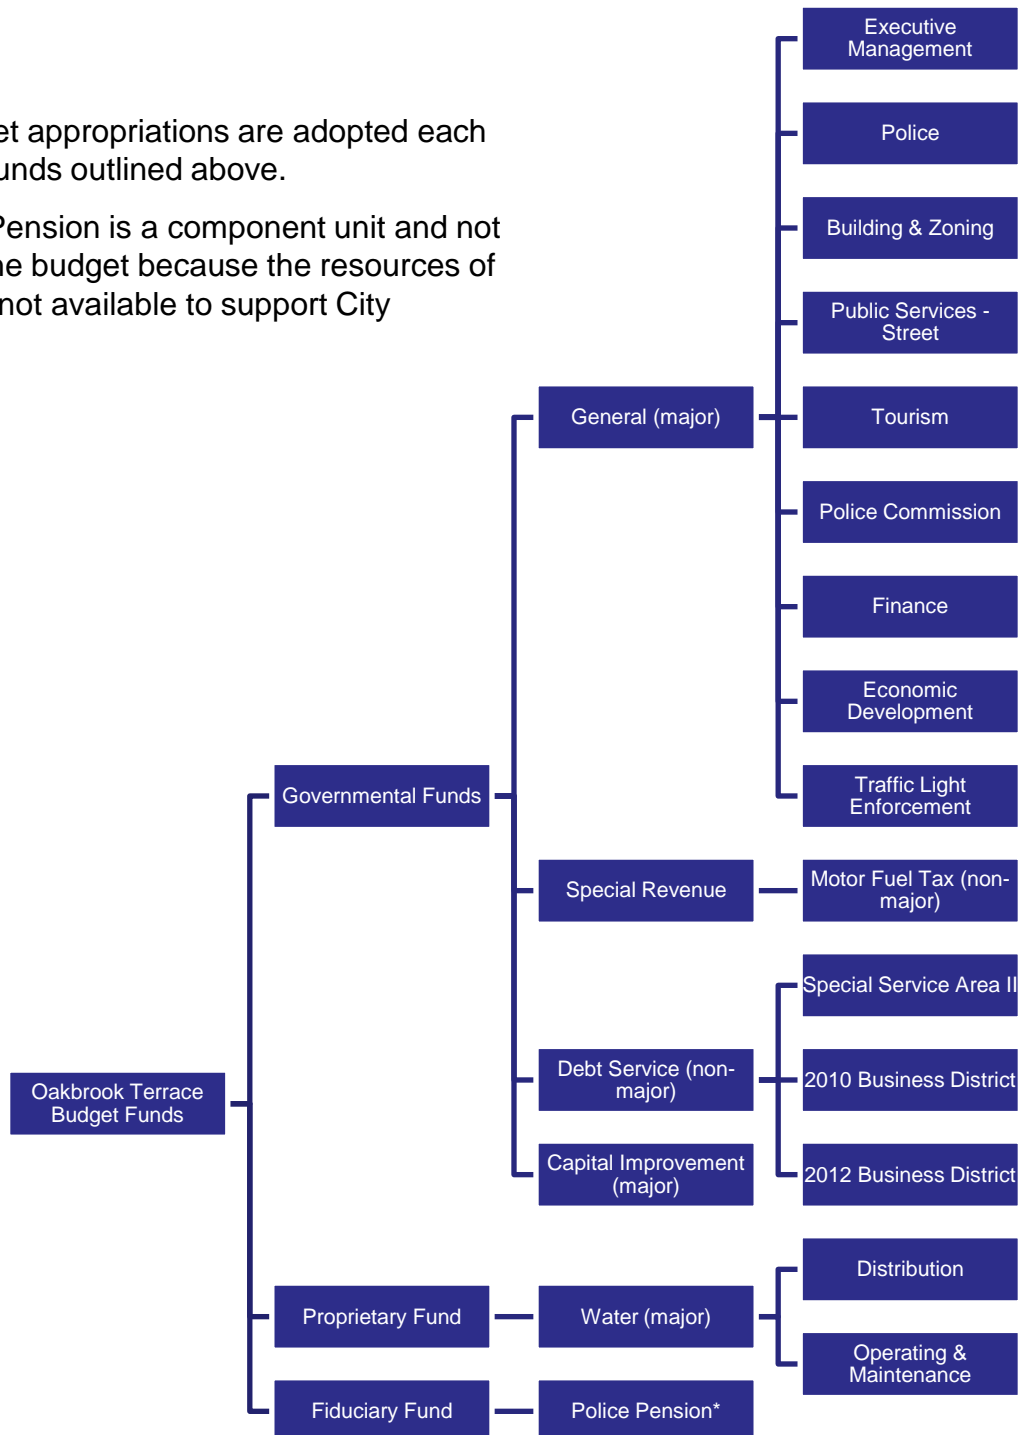 et appropriations are adopted each
unds outlined above.
Pension is a component unit and not
he budget because the resources of
not available to support City
Executive
Management
Police
Building & Zoning
Public Services -
Street
General (major)
Tourism
Police Commission
Finance
Economic
Development
Governmental Funds
Traffic Light
Enforcement
Special Revenue
Motor Fuel Tax (non-
major)
Special Service Area II
Oakbrook Terrace
Budget Funds
Debt Service (non-
major)
2010 Business District
Capital Improvement
(major)
2012 Business District
Distribution
Proprietary Fund
Water (major)
Operating &
Maintenance
Fiduciary Fund
Police Pension*